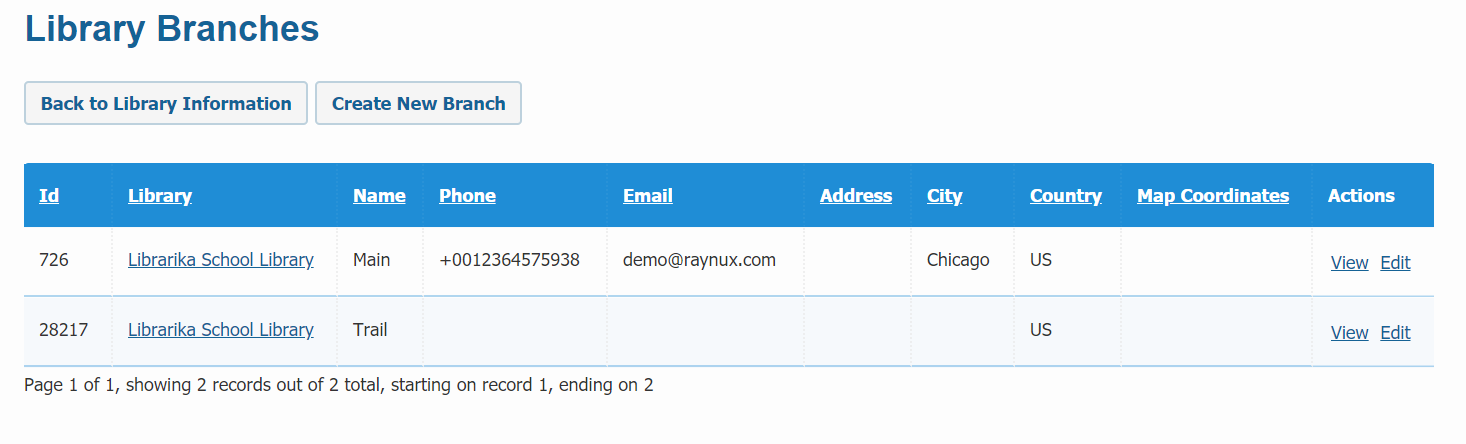 Library Branches
Back to Library Information Create New Branch
Id Library Name Phone Email Address City Country Map Coordinates Actions
726 Librarika School Library Main +0012364575938 demo@raynux.com Chicago US View Edit
28217 Librarika School Library Trail US View Edit
Page 1 of 1, showing 2 records out of 2 total, starting on record 1, ending on 2